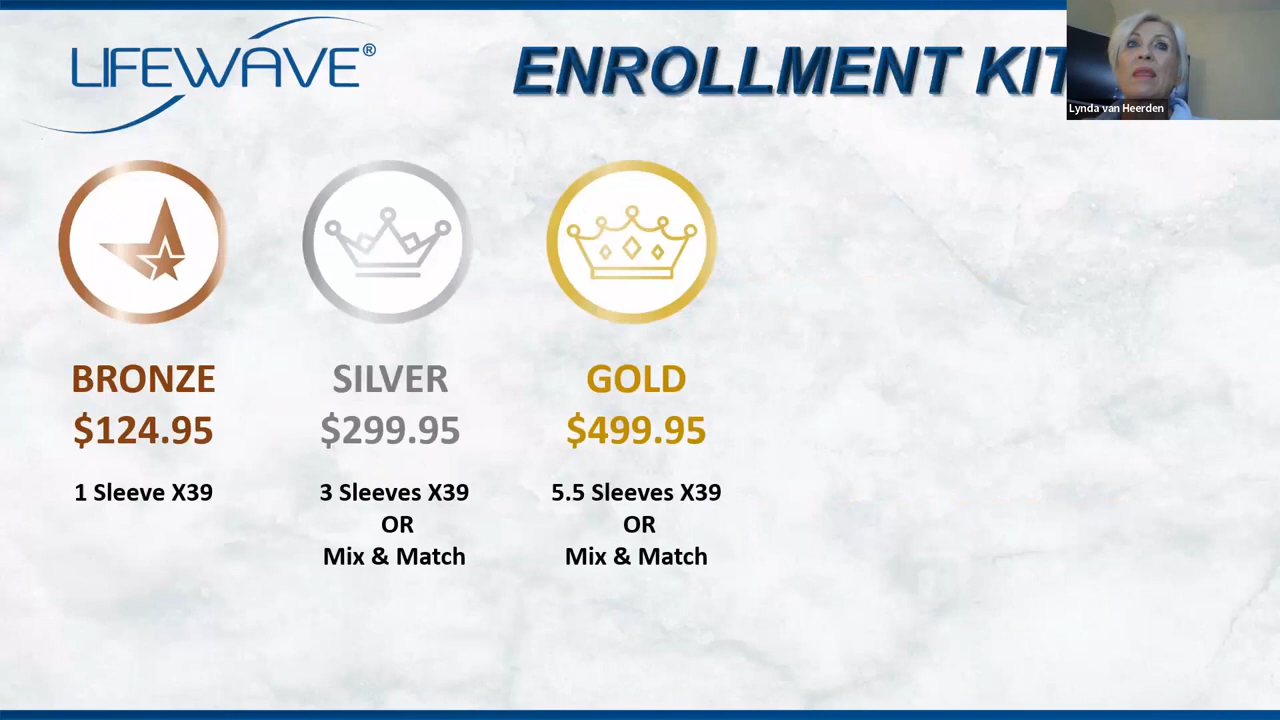 LIFEWAVE®
ENROLLMENT KIT
Lynda van Heerden
BRONZE
$124.95
1 Sleeve X39
SILVER
$299.95
3 Sleeves X39
OR
Mix & Match
GOLD
$499.95
5.5 Sleeves X39
OR
Mix & Match